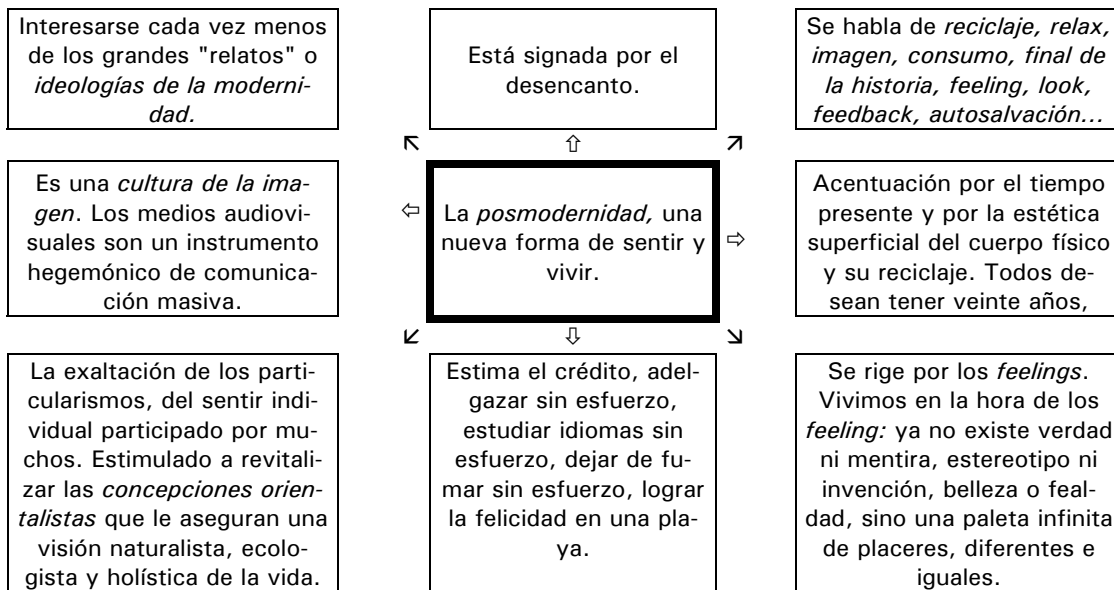 Interesarse cada vez menos
de los grandes "relatos" o
ideologías de la moderni-
dad.
Está signada por el
desencanto.
Se habla de reciclaje, relax,
imagen, consumo, final de
la historia, feeling, look,
feedback, autosalvación...
Es una cultura de la ima-
gen. Los medios audiovi-
suales son un instrumento
hegemónico de comunica-
ción masiva.
La posmodernidad, una
nueva forma de sentir y
vivir.
Acentuación por el tiempo
presente y por la estética
superficial del cuerpo físico
y su reciclaje. Todos de-
sean tener veinte años,
La exaltación de los parti-
cularismos, del sentir indi-
vidual participado por mu-
chos. Estimulado a revitali-
zar las concepciones orien-
talistas que le aseguran una
visión naturalista, ecolo-
gista y holística de la vida.
Estima el crédito, adel-
gazar sin esfuerzo,
estudiar idiomas sin
esfuerzo, dejar de fu-
mar sin esfuerzo, lograr
la felicidad en una pla-
ya.
Se rige por los feelings.
Vivimos en la hora de los
feeling: ya no existe verdad
ni mentira, estereotipo ni
invención, belleza o feal-
dad, sino una paleta infinita
de placeres, diferentes e
iguales.